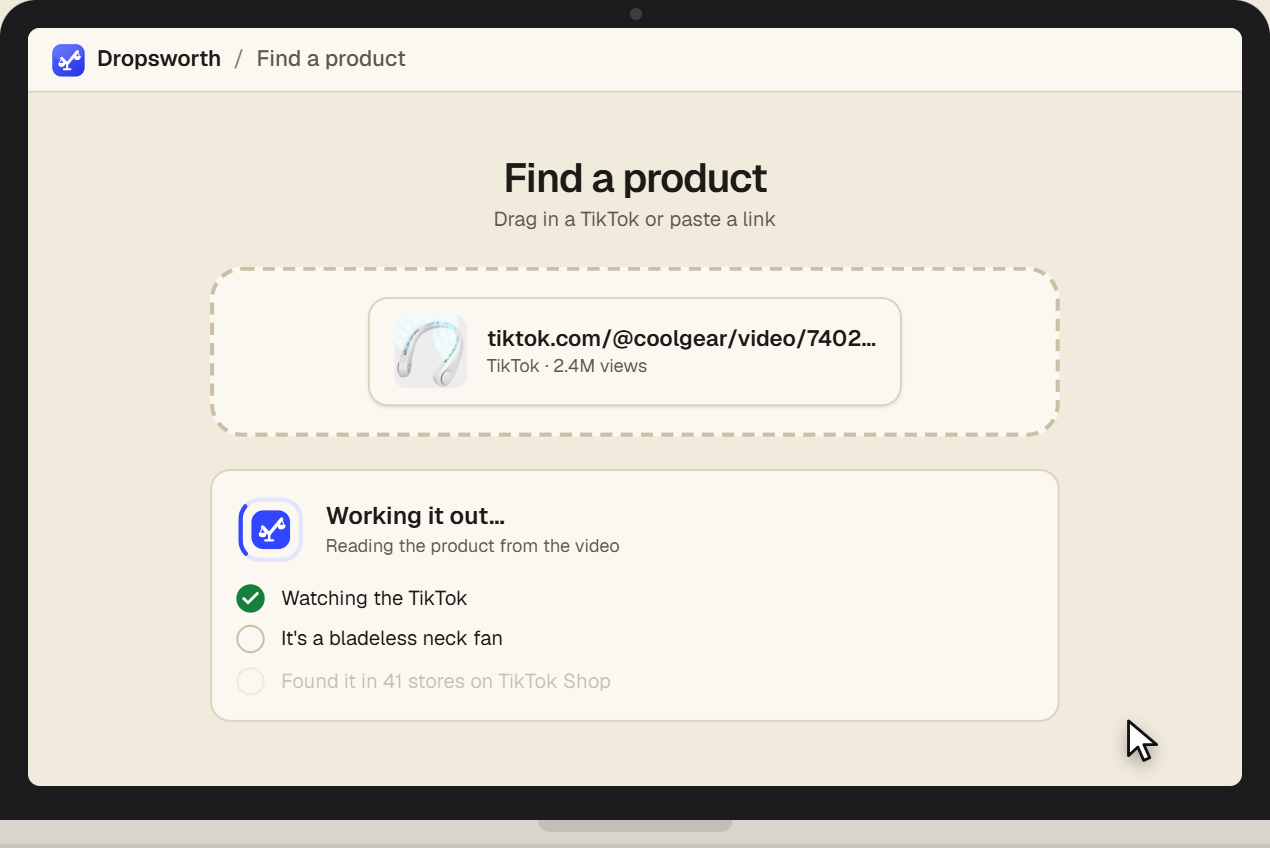 Dropsworth / Find a product
Find a product
Drag in a TikTok or paste a link
tiktok.com/@coolgear/video/7402...
TikTok · 2.4M views
Working it out...
Reading the product from the video
Watching the TikTok
It's a bladeless neck fan
Found it in 41 stores on TikTok Shop